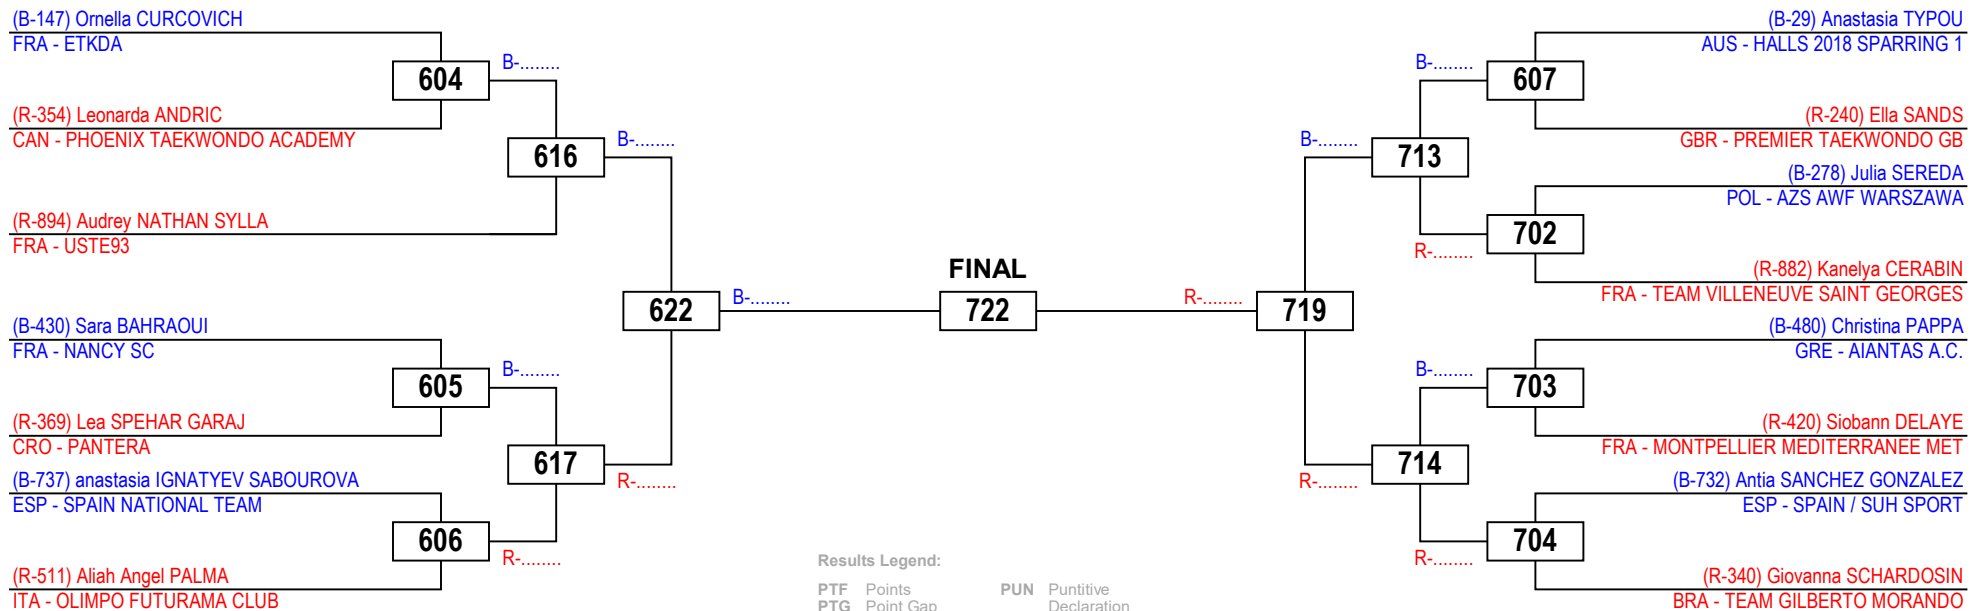 (B-147) Ornella CURCOVICH
FRA - ETKDA
604
B-........
(R-354) Leonarda ANDRIC
CAN - PHOENIX TAEKWONDO ACADEMY
616
B-........
(R-894) Audrey NATHAN SYLLA
FRA - USTE93
622
B-........
(B-430) Sara BAHRAOUI
FRA - NANCY SC
605
B-........
(R-369) Lea SPEHAR GARAJ
CRO - PANTERA
617
R-........
(B-737) anastasia IGNATYEV SABOUROVA
ESP - SPAIN NATIONAL TEAM
606
R-........
(R-511) Aliah Angel PALMA
ITA - OLIMPO FUTURAMA CLUB
FINAL
722
(B-29) Anastasia TYPOU
AUS - HALLS 2018 SPARRING 1
B-........
607
(R-240) Ella SANDS
GBR - PREMIER TAEKWONDO GB
B-........
713
(B-278) Julia SEREDA
POL - AZS AWF WARSZAWA
702
R-........
(R-882) Kanelya CERABIN
FRA - TEAM VILLENEUVE SAINT GEORGES
R-........
719
(B-480) Christina PAPPA
GRE - AIANTAS A.C.
B-........
703
(R-420) Siobann DELAYE
FRA - MONTPELLIER MEDITERRANEE MET
714
R-........
(B-732) Antia SANCHEZ GONZALEZ
ESP - SPAIN / SUH SPORT
704
R-........
(R-340) Giovanna SCHARDOSIN
BRA - TEAM GILBERTO MORANDO
Results Legend:
PTF Points PUN Puntitive
PTG Point Gap Declaration